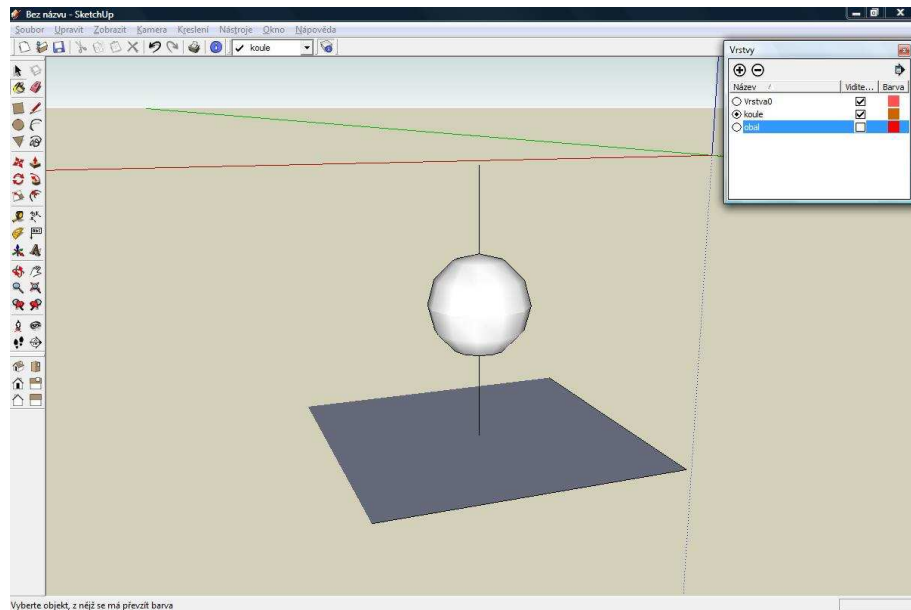 Bez názvu - SketchUp
Soubor Upravit Zobrazit Kamera Kreslení Nástroje Okno Nápověda
koule
Vrstvy
Název / Vidite... Barva
Vrstva0
koule
obal
Vyberte objekt, z nějž se má převzít barva